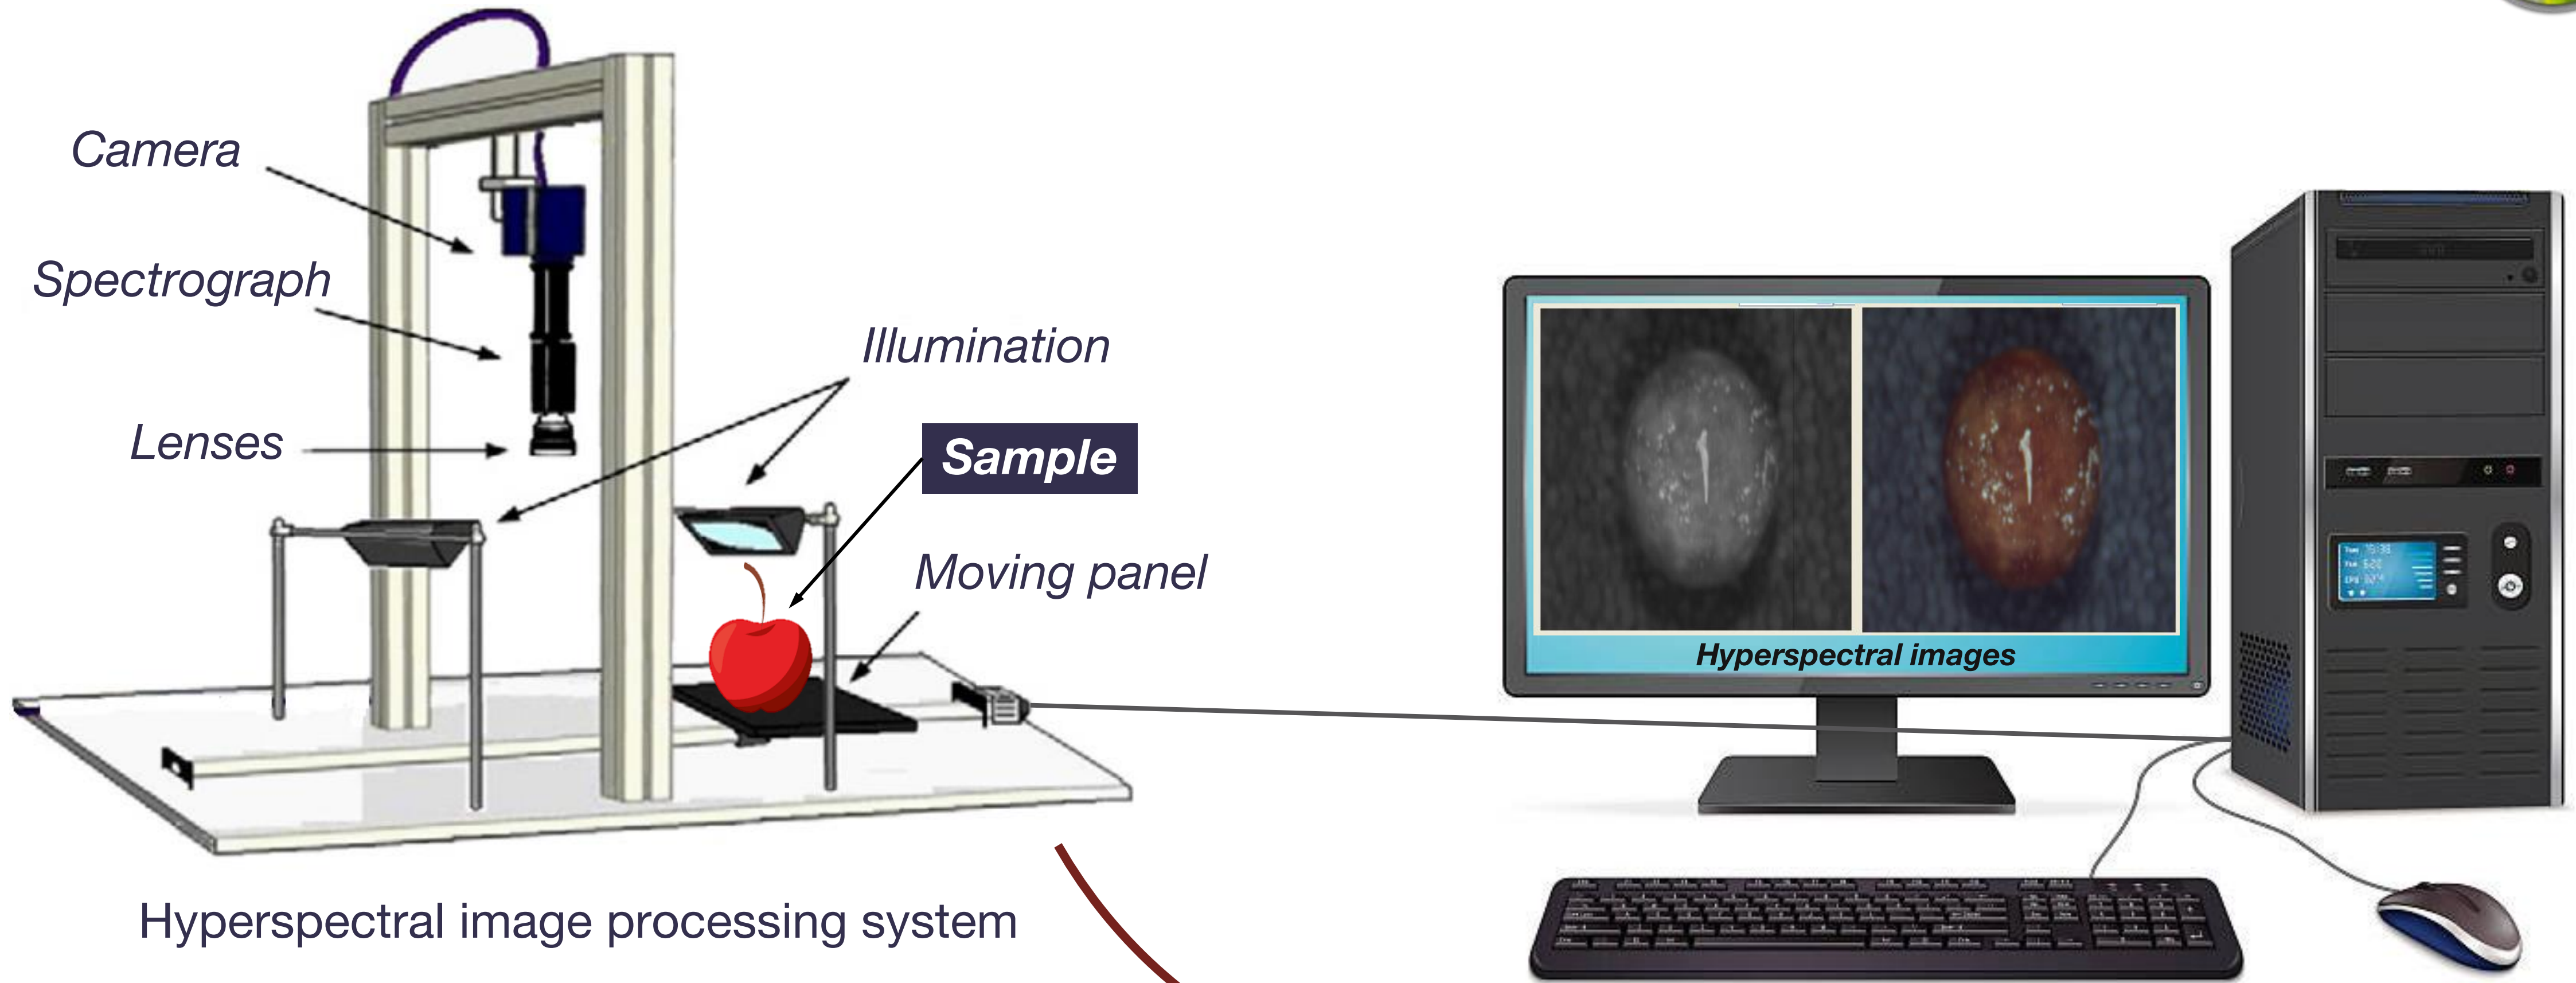 Camera
Spectrograph
Lenses
Illumination
Sample
Moving panel
Hyperspectral image processing system
Hyperspectral images